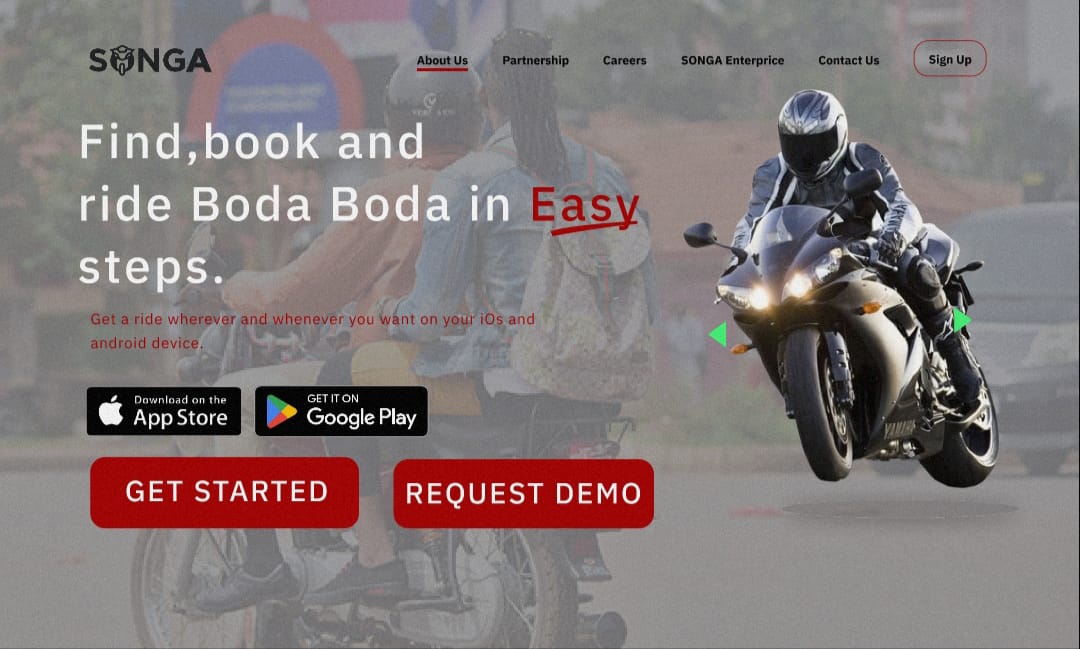 SONGA
About Us
Partnership
Careers
SONGA Enterprice
Contact Us
Sign Up
Find,book and
ride Boda Boda in Easy
steps.
Get a ride wherever and whenever you want on your iOs and
android device.
Download on the
App Store
GET IT ON
Google Play
GET STARTED
REQUEST DEMO